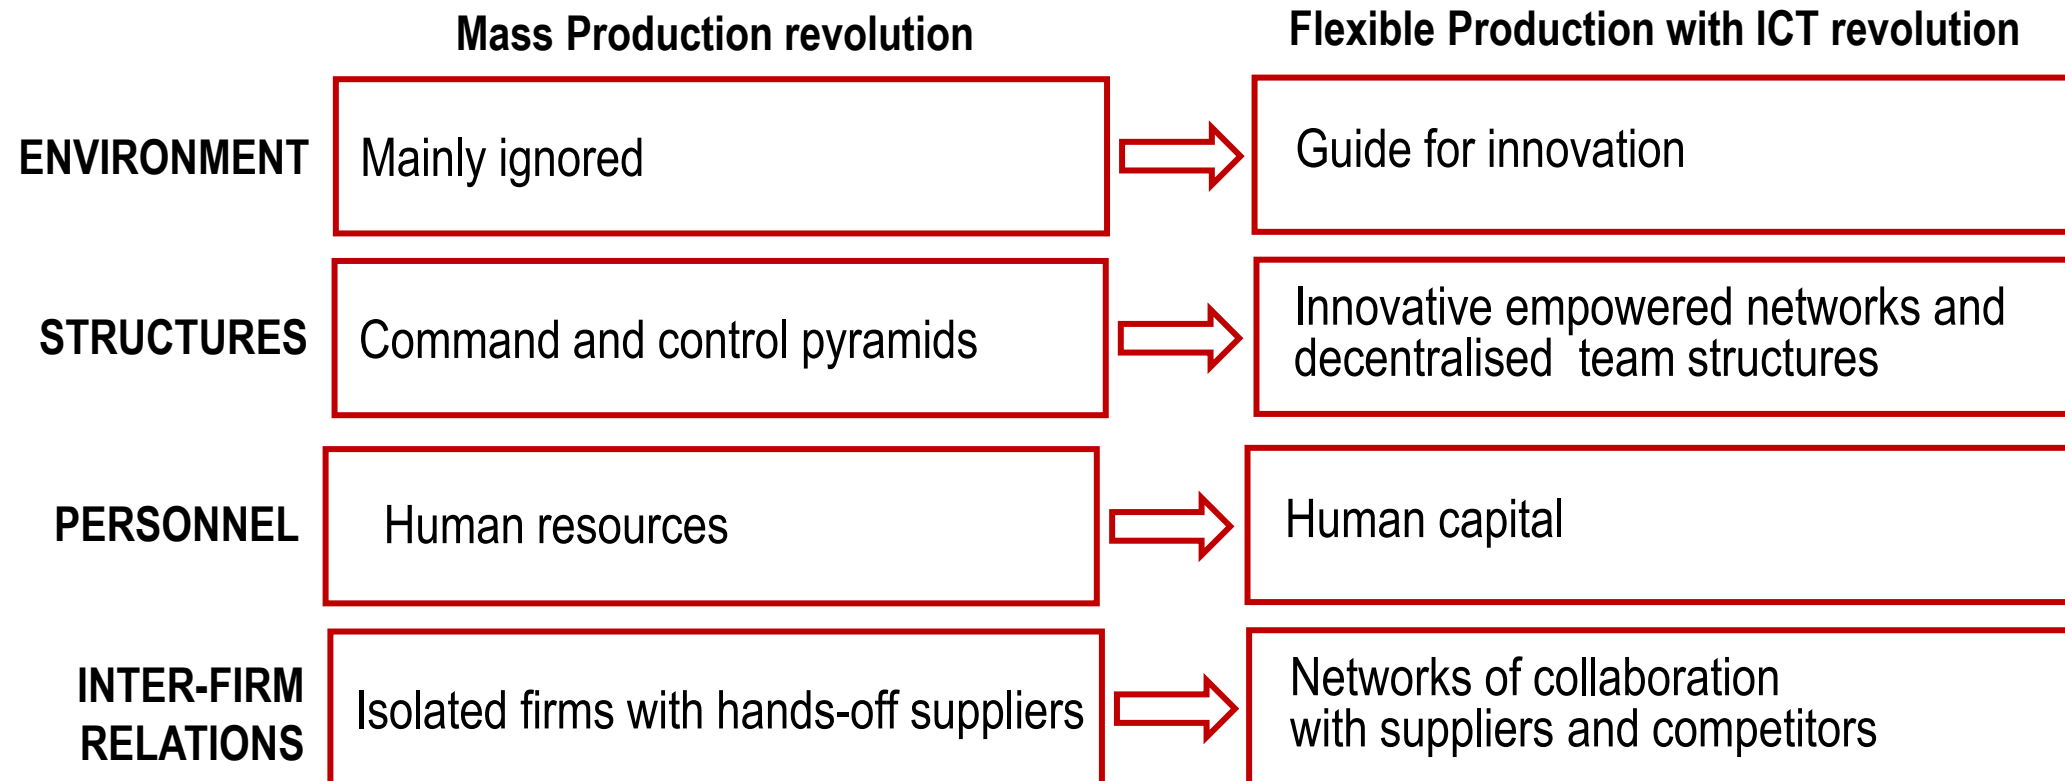 Mass Production revolution
Flexible Production with ICT revolution
ENVIRONMENT
Mainly ignored
Guide for innovation
STRUCTURES
Command and control pyramids
Innovative empowered networks and
decentralised  team structures
PERSONNEL
Human resources
Human capital
INTER-FIRM
RELATIONS
Isolated firms with hands-off suppliers
Networks of collaboration
with suppliers and competitors